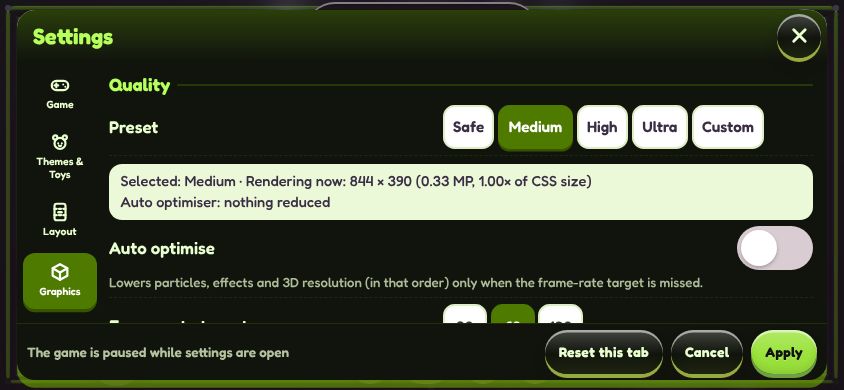 Settings
Game
Themes &
Toys
Layout
Graphics
Quality
Preset
Safe
Medium
High
Ultra
Custom
Selected: Medium · Rendering now: 844 × 390 (0.33 MP, 1.00× of CSS size)
Auto optimiser: nothing reduced
Auto optimise
Lowers particles, effects and 3D resolution (in that order) only when the frame-rate target is missed.
The game is paused while settings are open
Reset this tab
Cancel
Apply